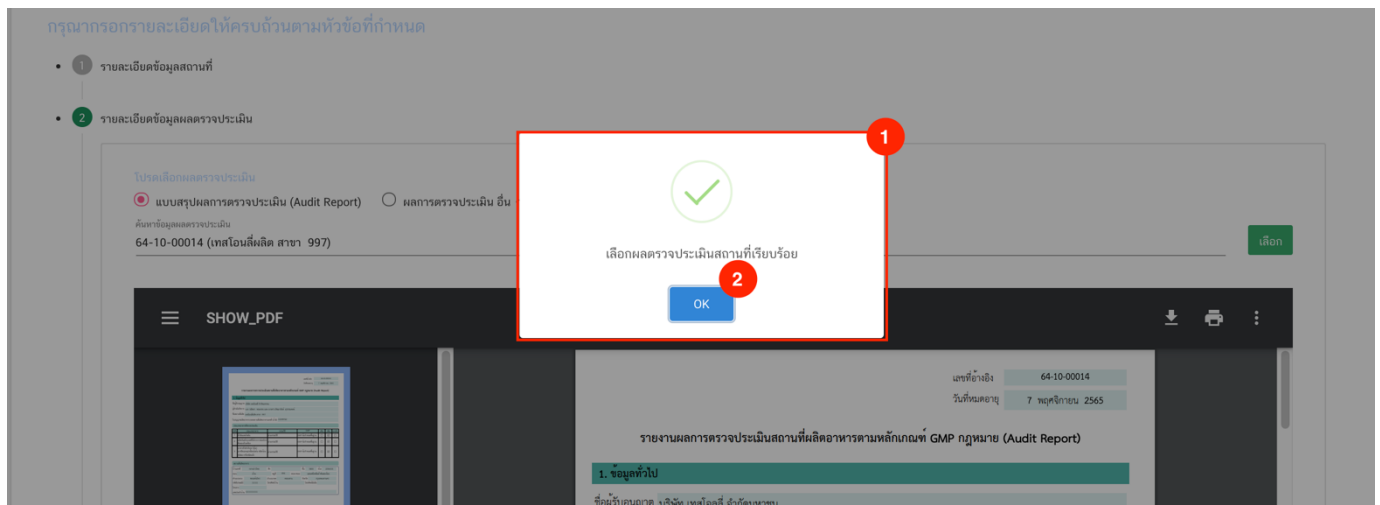 กรุณากรอกรายละเอียดให้ครบถ้วนตามหัวข้อที่กำหนด
1 รายละเอียดข้อมูลสถานที่
2 รายละเอียดข้อมูลผลตรวจประเมิน
1
โปรดเลือกผลตรวจประเมิน
แบบสรุปผลการตรวจประเมิน (Audit Report) ผลการตรวจประเมิน อื่น
ค้นหาข้อมูลผลตรวจประเมิน
64-10-00014 (เทสโอนลี่ผลิต สาขา 997)
เลือก
เลือกผลตรวจประเมินสถานที่เรียบร้อย
2
OK
SHOW_PDF
เลขที่อ้างอิง 64-10-00014
วันที่หมดอายุ 7 พฤศจิกายน 2565
รายงานผลการตรวจประเมินสถานที่ผลิตอาหารตามหลักเกณฑ์ GMP กฎหมาย (Audit Report)
1. ข้อมูลทั่วไป
ชื่อผู้รับอนุญาต บริษัท